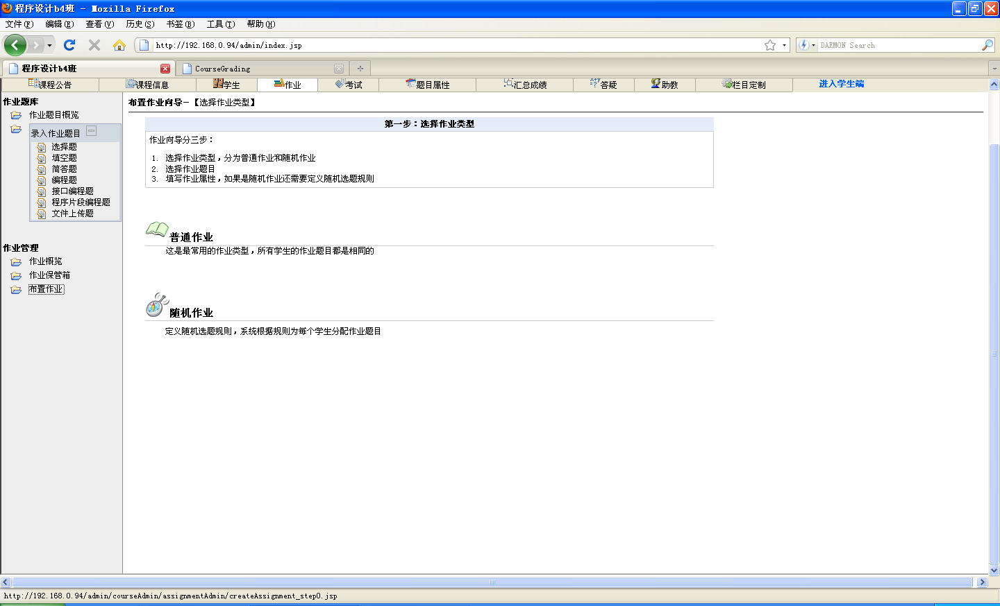 程序设计b4班 - Mozilla Firefox
文件(F) 编辑(E) 查看(V) 历史(S) 书签(B) 工具(T) 帮助(H)
http://192.168.0.94/admin/index.jsp DAEMON Search
程序设计b4班 CourseGrading
课程公告 课程信息 学生 作业 考试 题目属性 汇总成绩 答疑 助教 栏目定制 进入学生端
作业题库
作业题目概览
录入作业题目
选择题
填空题
简答题
编程题
接口编程题
程序片段编程题
文件上传题
作业管理
作业概览
作业保管箱
布置作业
布置作业向导-【选择作业类型】
第一步：选择作业类型
作业向导分三步：
1. 选择作业类型，分为普通作业和随机作业
2. 选择作业题目
3. 填写作业属性，如果是随机作业还需要定义随机选题规则
普通作业
这是最常用的作业类型，所有学生的作业题目都是相同的
随机作业
定义随机选题规则，系统根据规则为每个学生分配作业题目
http://192.168.0.94/admin/courseAdmin/assignmentAdmin/createAssignment_step0.jsp